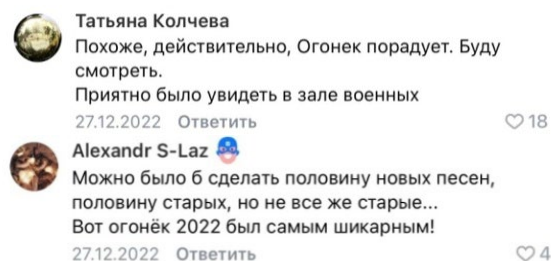 Татьяна Колчева
Похоже, действительно, Огонек порадует. Буду
смотреть.
Приятно было увидеть в зале военных
27.12.2022 Ответить 18
Alexandr S-Laz
Можно было б сделать половину новых песен,
половину старых, но не все же старые...
Вот огонёк 2022 был самым шикарным!
27.12.2022 Ответить 4